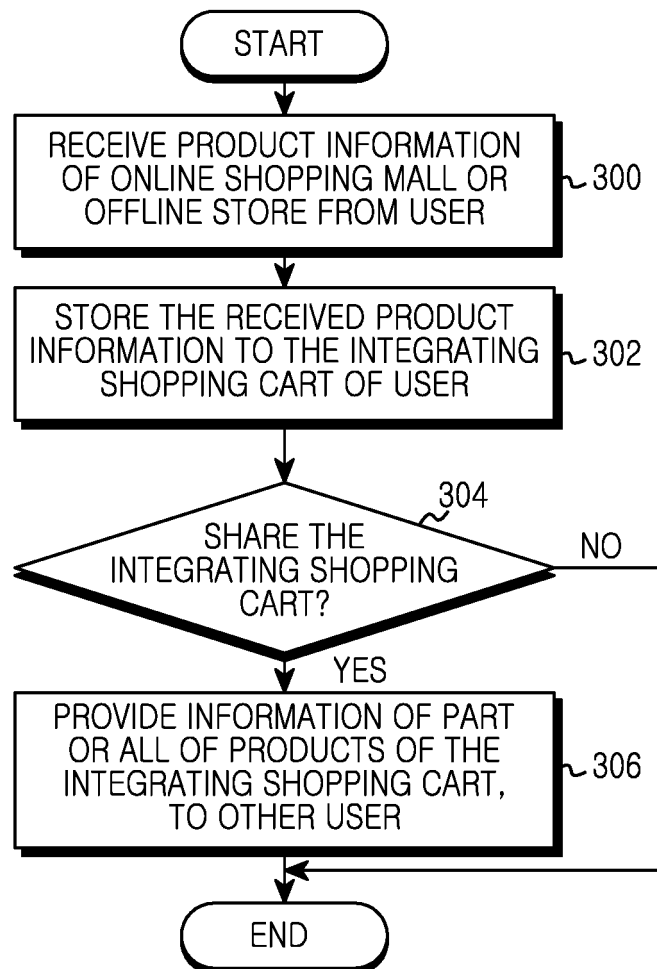 START
RECEIVE PRODUCT INFORMATION
OF ONLINE SHOPPING MALL OR
OFFLINE STORE FROM USER
300
STORE THE RECEIVED PRODUCT
INFORMATION TO THE INTEGRATING
SHOPPING CART OF USER
302
304
SHARE THE
INTEGRATING SHOPPING
CART?
NO
YES
PROVIDE INFORMATION OF PART
OR ALL OF PRODUCTS OF THE
INTEGRATING SHOPPING CART,
TO OTHER USER
306
END